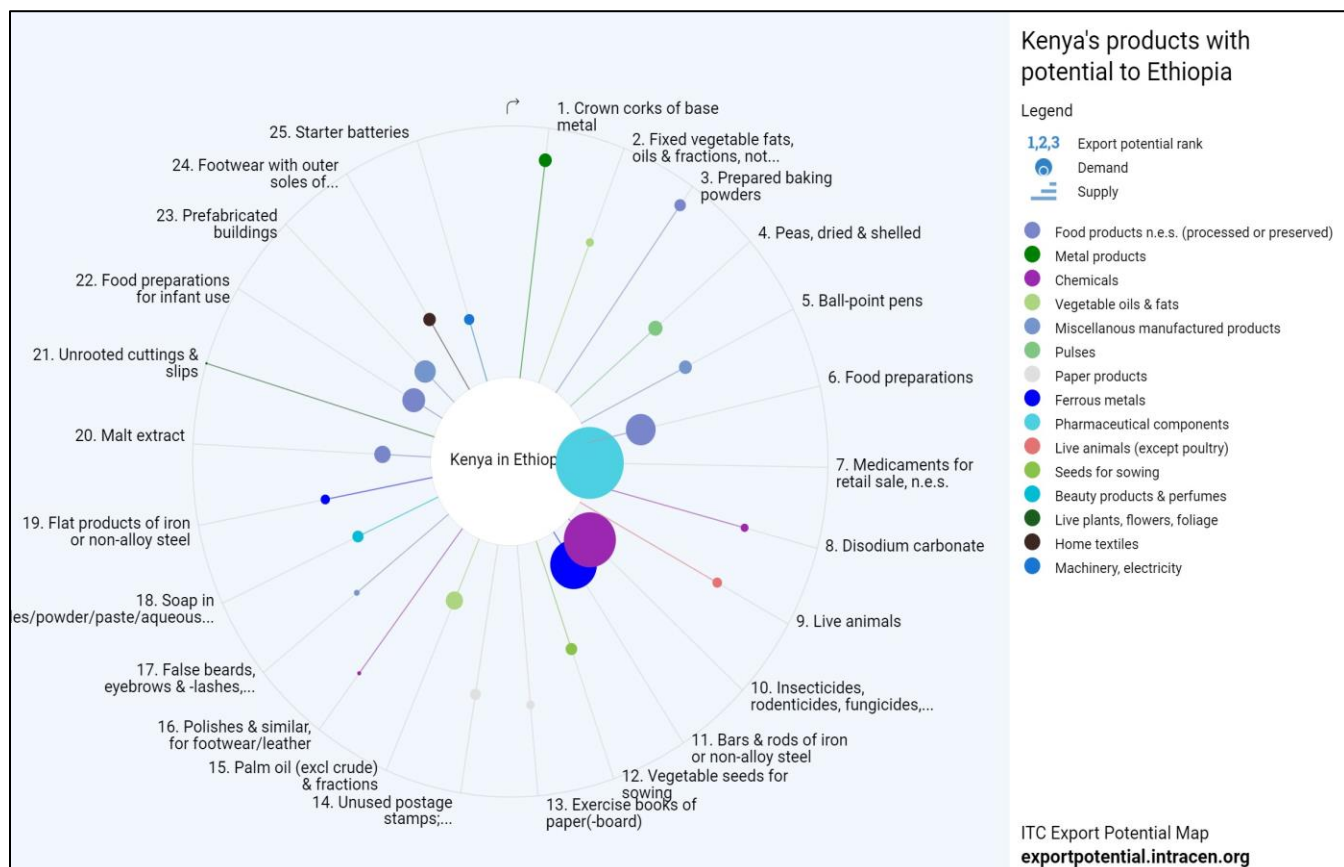 1. Crown corks of base
metal
2. Fixed vegetable fats,
oils & fractions, not...
3. Prepared baking
powders
4. Peas, dried & shelled
5. Ball-point pens
6. Food preparations
7. Medicaments for
retail sale, n.e.s.
8. Disodium carbonate
9. Live animals
10. Insecticides,
rodenticides, fungicides,...
11. Bars & rods of iron
or non-alloy steel
12. Vegetable seeds for
sowing
13. Exercise books of
paper(-board)
14. Unused postage
stamps;...
15. Palm oil (excl crude)
& fractions
16. Polishes & similar,
for footwear/leather
17. False beards,
eyebrows & -lashes,...
18. Soap in
les/powder/paste/aqueous...
19. Flat products of iron
or non-alloy steel
20. Malt extract
21. Unrooted cuttings &
slips
22. Food preparations
for infant use
23. Prefabricated
buildings
24. Footwear with outer
soles of...
25. Starter batteries
Kenya in Ethiop
Kenya's products with
potential to Ethiopia
Legend
1,2,3 Export potential rank
Demand
Supply
Food products n.e.s. (processed or preserved)
Metal products
Chemicals
Vegetable oils & fats
Miscellanous manufactured products
Pulses
Paper products
Ferrous metals
Pharmaceutical components
Live animals (except poultry)
Seeds for sowing
Beauty products & perfumes
Live plants, flowers, foliage
Home textiles
Machinery, electricity
ITC Export Potential Map
exportpotential.intracen.org